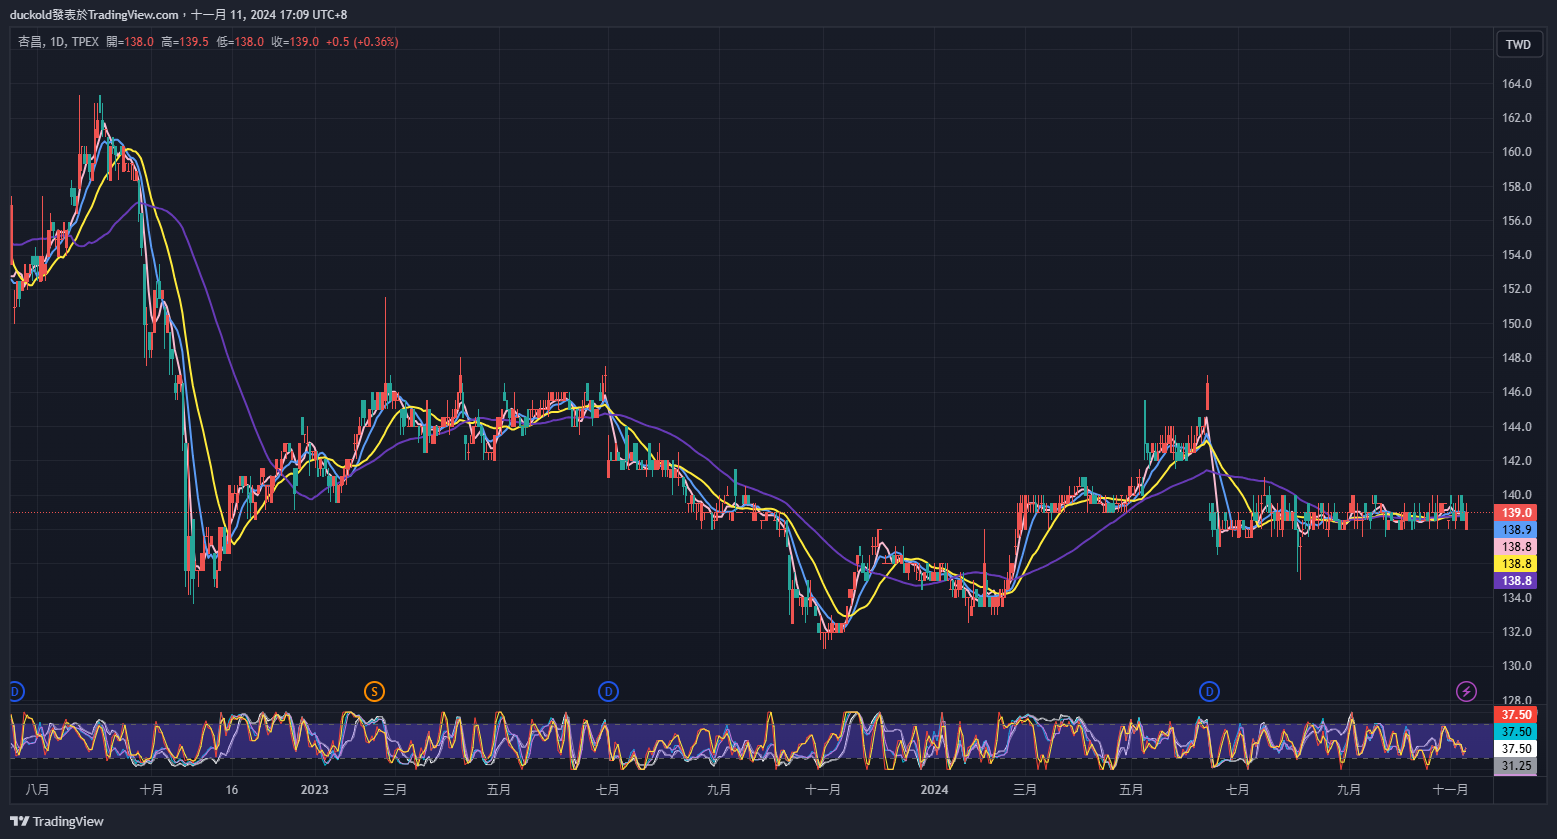 duckold發表於TradingView.com，十一月 11, 2024 17:09 UTC+8
杏昌, 1D, TPEX 開=138.0 高=139.5 低=138.0 收=139.0 +0.5 (+0.36%)
TWD
164.0
162.0
160.0
158.0
156.0
154.0
152.0
150.0
148.0
146.0
144.0
142.0
140.0
139.0
138.9
138.8
138.8
138.8
134.0
132.0
130.0
128.0
D
S
D
D
37.50
37.50
37.50
31.25
八月 十月 16 2023 三月 五月 七月 九月 十一月 2024 三月 五月 七月 九月 十一月
TradingView